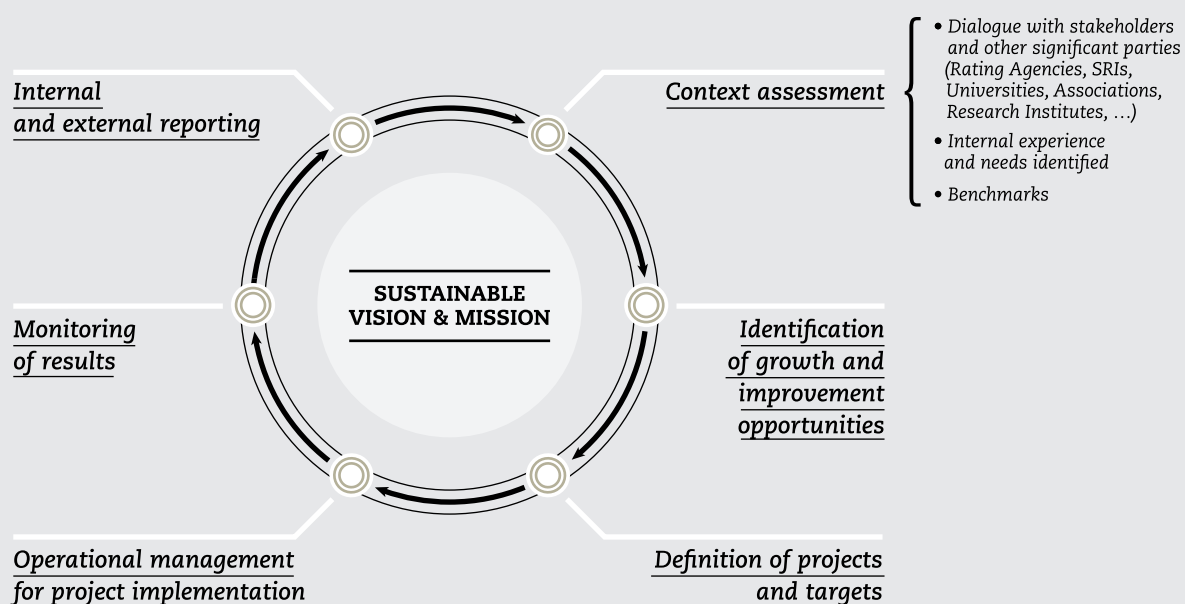 Internal
and external reporting
Context assessment
• Dialogue with stakeholders
and other significant parties
(Rating Agencies, SRIs,
Universities, Associations,
Research Institutes, …)
• Internal experience
and needs identified
• Benchmarks
SUSTAINABLE
VISION & MISSION
Monitoring
of results
Identification
of growth and
improvement
opportunities
Operational management
for project implementation
Definition of projects
and targets